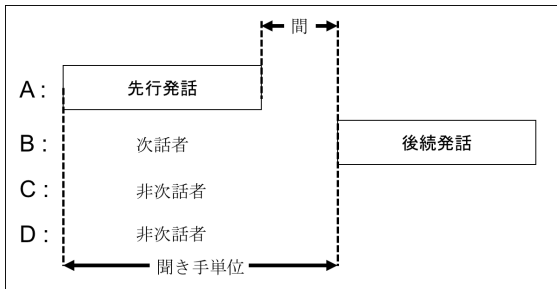 間
A : 先行発話
B : 次話者 後続発話
C : 非次話者
D : 非次話者
聞き手単位